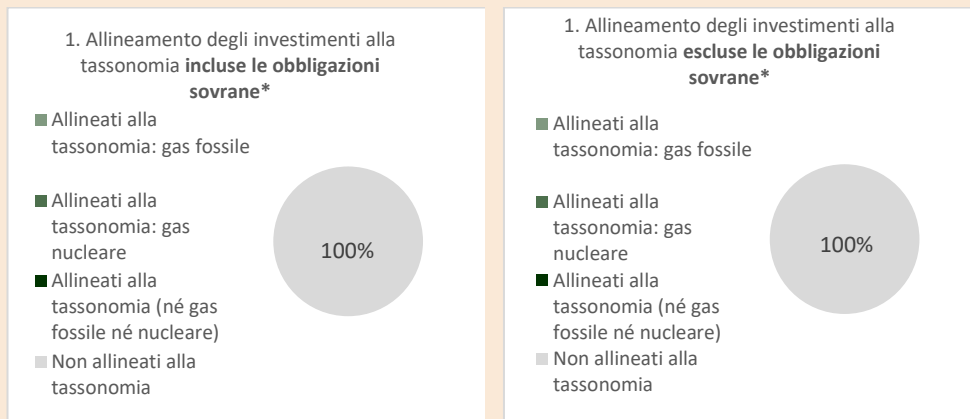 1. Allineamento degli investimenti alla
tassonomia incluse le obbligazioni
sovrane*
Allineati alla
tassonomia: gas fossile
Allineati alla
tassonomia: gas
nucleare
Allineati alla
tassonomia (né gas
fossile né nucleare)
Non allineati alla
tassonomia
100%
1. Allineamento degli investimenti alla
tassonomia escluse le obbligazioni
sovrane*
Allineati alla
tassonomia: gas fossile
Allineati alla
tassonomia: gas
nucleare
Allineati alla
tassonomia (né gas
fossile né nucleare)
Non allineati alla
tassonomia
100%